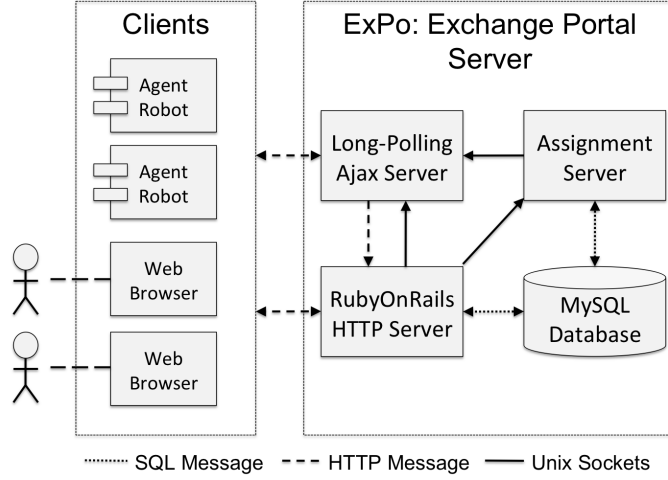 Clients
ExPo: Exchange Portal
Server
Agent
Robot
Agent
Robot
Web
Browser
Web
Browser
Long-Polling
Ajax Server
Assignment
Server
RubyOnRails
HTTP Server
MySQL
Database
SQL Message
HTTP Message
Unix Sockets